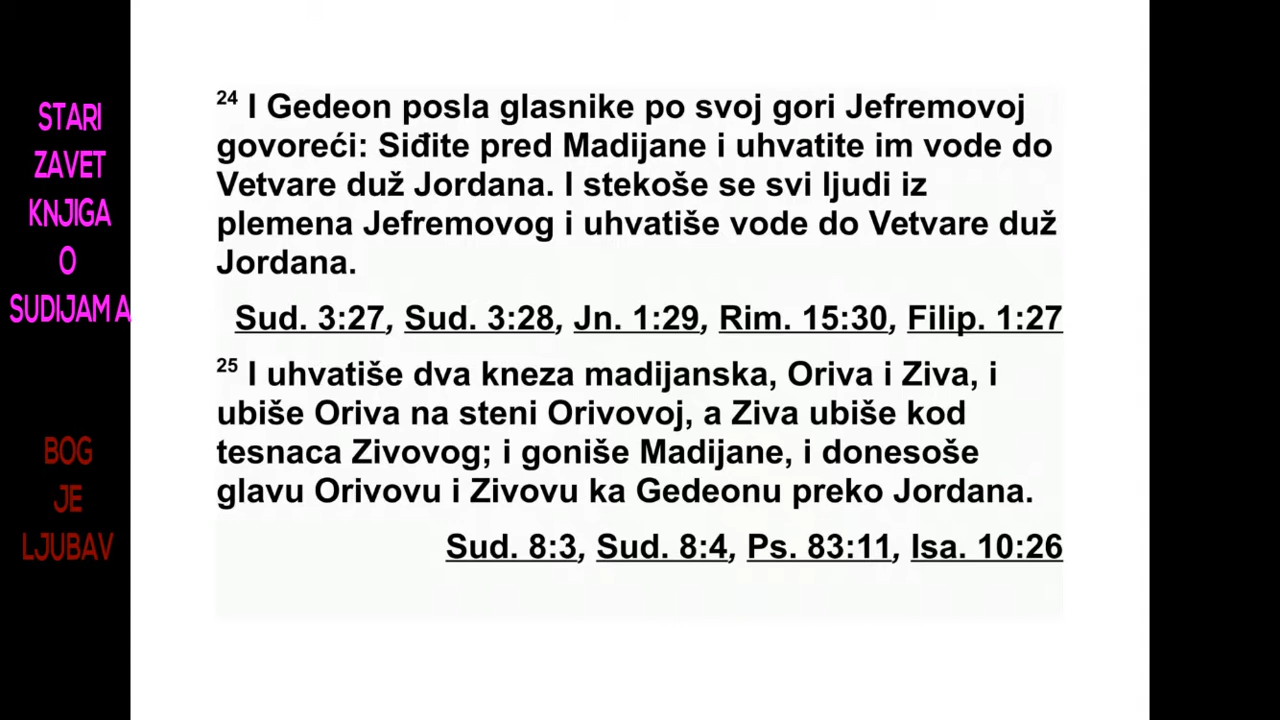 STARI
ZAVET
KNJIGA
O
SUDIJAMA
BOG
JE
LJUBAV
24 I Gedeon posla glasnike po svoj gori Jefremovoj
govoreći: Siđite pred Madijane i uhvatite im vode do
Vetvare duž Jordana. I stekoše se svi ljudi iz
plemena Jefremovog i uhvatiše vode do Vetvare duž
Jordana.
Sud. 3:27, Sud. 3:28, Jn. 1:29, Rim. 15:30, Filip. 1:27
25 I uhvatiše dva kneza madijanska, Oriva i Ziva, i
ubiše Oriva na steni Orivovoj, a Ziva ubiše kod
tesnaca Zivovog; i goniše Madijane, i donesoše
glavu Orivovu i Zivovu ka Gedeonu preko Jordana.
Sud. 8:3, Sud. 8:4, Ps. 83:11, Isa. 10:26